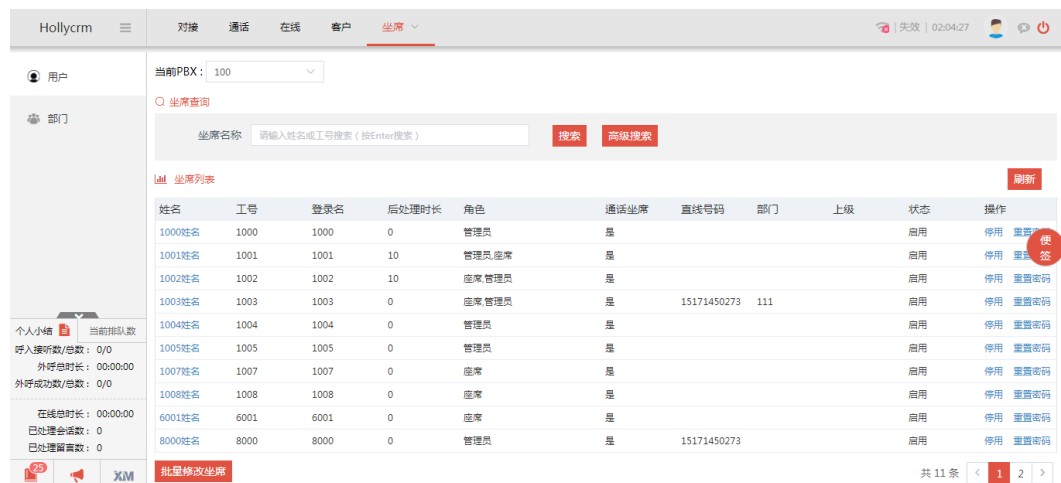 Hollycrm 对接 通话 在线 客户 坐席 失效 | 02:04:27
用户
部门
当前PBX： 100
坐席查询
坐席名称 请输入姓名或工号搜索（按Enter搜索） 搜索 高级搜索
坐席列表 刷新
姓名 工号 登录名 后处理时长 角色 通话坐席 直线号码 部门 上级 状态 操作
1000姓名 1000 1000 0 管理员 是 启用 停用
1001姓名 1001 1001 10 管理员,座席 是 启用 停用
便签
1002姓名 1002 1002 10 座席,管理员 是 启用 停用 重置密码
1003姓名 1003 1003 0 座席,管理员 是 15171450273 111 启用 停用 重置密码
1004姓名 1004 1004 0 管理员 是 启用 停用 重置密码
1005姓名 1005 1005 0 管理员 是 启用 停用 重置密码
1007姓名 1007 1007 0 座席 是 启用 停用 重置密码
1008姓名 1008 1008 0 座席 是 启用 停用 重置密码
6001姓名 6001 6001 0 座席 是 启用 停用 重置密码
8000姓名 8000 8000 0 管理员 是 15171450273 启用 停用 重置密码
批量修改坐席 共 11 条 < 1 2 >
个人小结 当前排队数
呼入接听数/总数： 0/0
外呼总时长： 00:00:00
外呼成功数/总数： 0/0
在线总时长： 00:00:00
已处理会话数： 0
已处理留言数： 0
25 XM